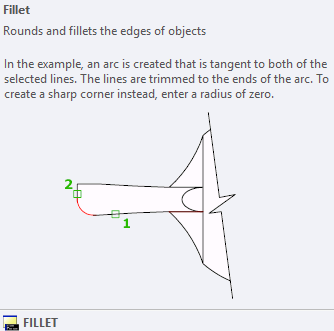 Fillet
Rounds and fillets the edges of objects
In the example, an arc is created that is tangent to both of the
selected lines. The lines are trimmed to the ends of the arc. To
create a sharp corner instead, enter a radius of zero.
2
1
FILLET